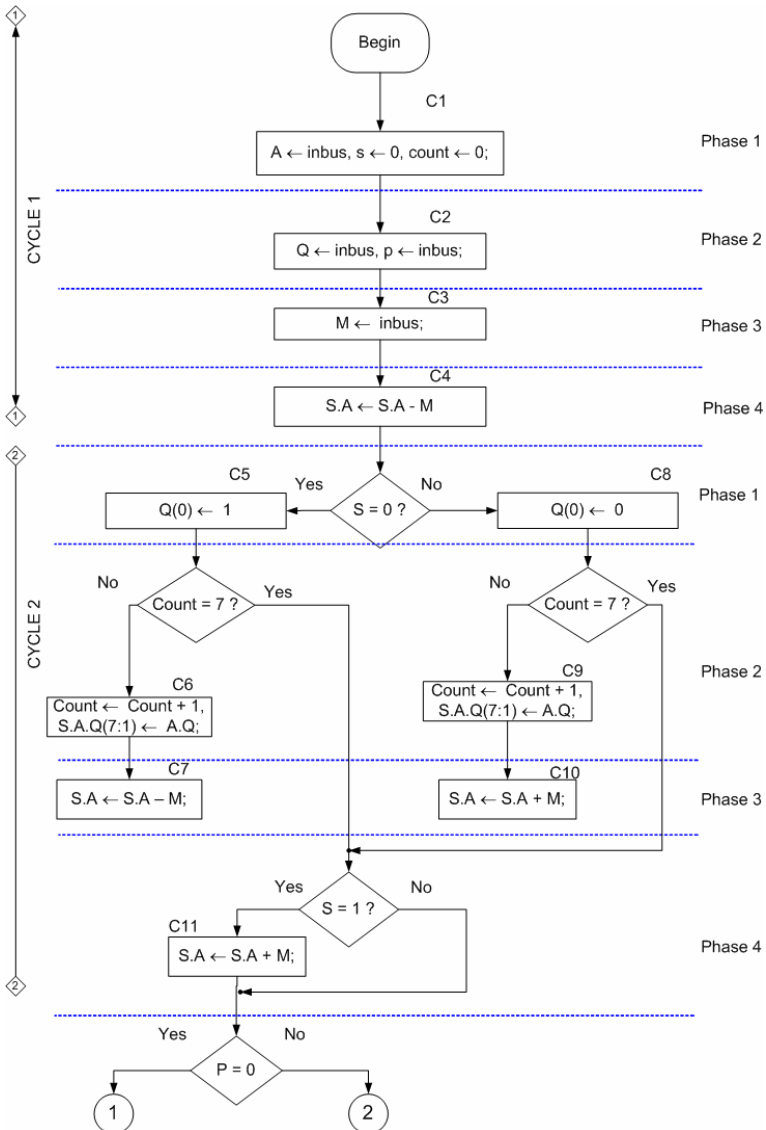 1
Begin
C1
A ← inbus, s ← 0, count ← 0;
Phase 1
CYCLE 1
C2
Q ← inbus, p ← inbus;
Phase 2
C3
M ← inbus;
Phase 3
C4
S.A ← S.A - M
Phase 4
1
2
C5
Yes
No
C8
Phase 1
Q(0) ← 1
S = 0 ?
Q(0) ← 0
CYCLE 2
No
Count = 7 ?
Yes
No
Count = 7 ?
Yes
Phase 2
C6
Count ← Count + 1,
S.A.Q(7:1) ← A.Q;
C9
Count ← Count + 1,
S.A.Q(7:1) ← A.Q;
C7
S.A ← S.A – M;
C10
S.A ← S.A + M;
Phase 3
Yes
S = 1 ?
No
C11
S.A ← S.A + M;
Phase 4
2
Yes
No
P = 0
1
2